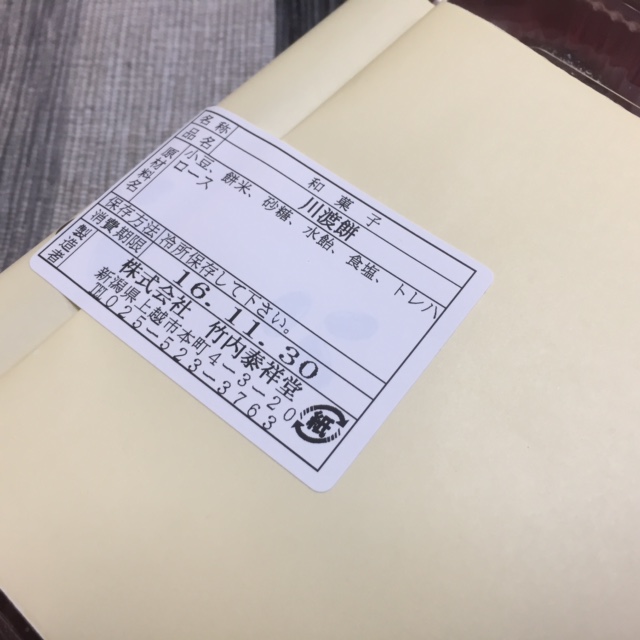 名称 和菓子
品名 川渡餅
原材料名 小豆、餅米、砂糖、水飴、食塩、トレハ
ロース
保存方法 冷所保存して下さい。
消費期限 16.11.30
製造者 株式会社 竹内泰祥堂
新潟県上越市本町4-3-20
℡025-523-3763
紙